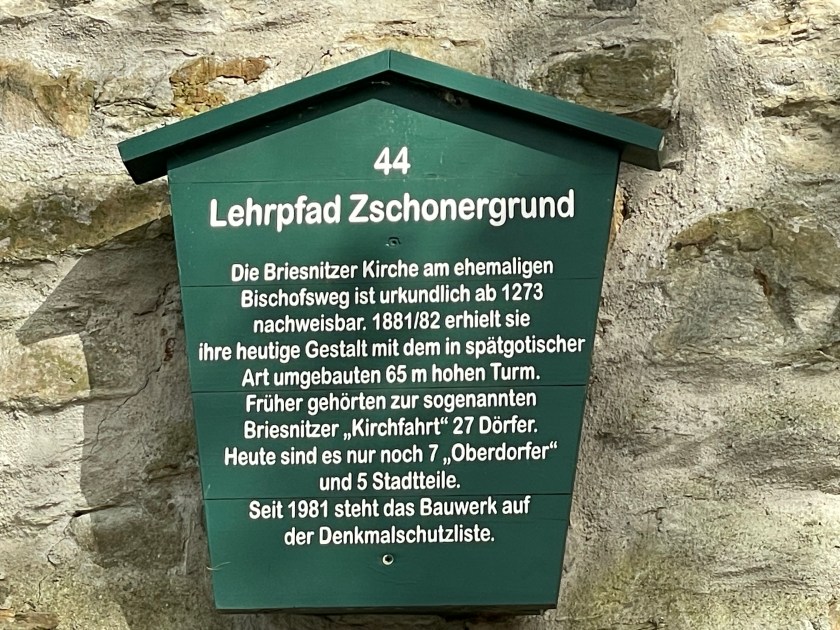 44
Lehrpfad Zschonergrund
Die Briesnitzer Kirche am ehemaligen
Bischofsweg ist urkundlich ab 1273
nachweisbar. 1881/82 erhielt sie
ihre heutige Gestalt mit dem in spätgotischer
Art umgebauten 65 m hohen Turm.
Früher gehörten zur sogenannten
Briesnitzer „Kirchfahrt“ 27 Dörfer.
Heute sind es nur noch 7 „Oberdorfer“
und 5 Stadtteile.
Seit 1981 steht das Bauwerk auf
der Denkmalschutzliste.